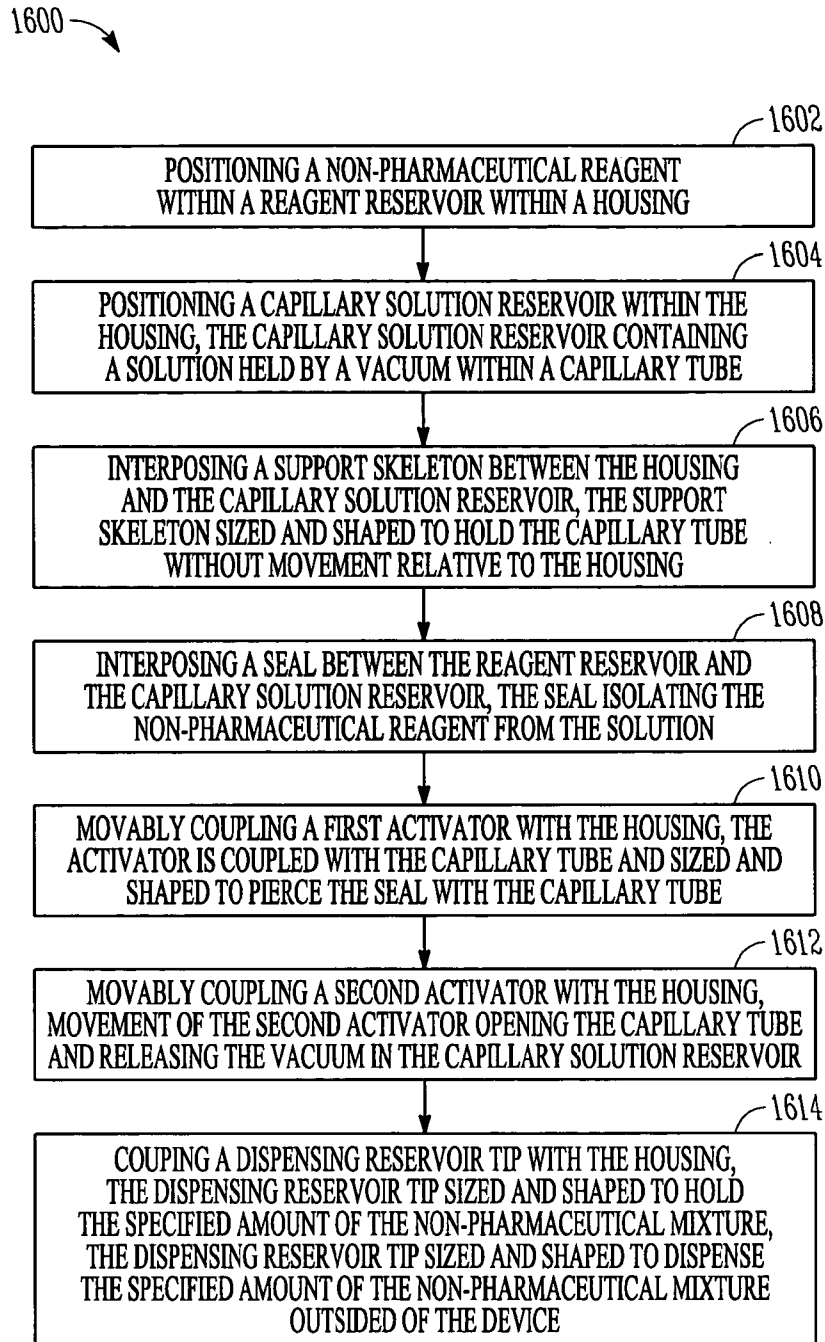 1600
1602
POSITIONING A NON-PHARMACEUTICAL REAGENT
WITHIN A REAGENT RESERVOIR WITHIN A HOUSING
1604
POSITIONING A CAPILLARY SOLUTION RESERVOIR WITHIN THE
HOUSING, THE CAPILLARY SOLUTION RESERVOIR CONTAINING
A SOLUTION HELD BY A VACUUM WITHIN A CAPILLARY TUBE
1606
INTERPOSING A SUPPORT SKELETON BETWEEN THE HOUSING
AND THE CAPILLARY SOLUTION RESERVOIR, THE SUPPORT
SKELETON SIZED AND SHAPED TO HOLD THE CAPILLARY TUBE
WITHOUT MOVEMENT RELATIVE TO THE HOUSING
1608
INTERPOSING A SEAL BETWEEN THE REAGENT RESERVOIR AND
THE CAPILLARY SOLUTION RESERVOIR, THE SEAL ISOLATING THE
NON-PHARMACEUTICAL REAGENT FROM THE SOLUTION
1610
MOVABLY COUPLING A FIRST ACTIVATOR WITH THE HOUSING, THE
ACTIVATOR IS COUPLED WITH THE CAPILLARY TUBE AND SIZED AND
SHAPED TO PIERCE THE SEAL WITH THE CAPILLARY TUBE
1612
MOVABLY COUPLING A SECOND ACTIVATOR WITH THE HOUSING,
MOVEMENT OF THE SECOND ACTIVATOR OPENING THE CAPILLARY TUBE
AND RELEASING THE VACUUM IN THE CAPILLARY SOLUTION RESERVOIR
1614
COUPING A DISPENSING RESERVOIR TIP WITH THE HOUSING,
THE DISPENSING RESERVOIR TIP SIZED AND SHAPED TO HOLD
THE SPECIFIED AMOUNT OF THE NON-PHARMACEUTICAL MIXTURE,
THE DISPENSING RESERVOIR TIP SIZED AND SHAPED TO DISPENSE
THE SPECIFIED AMOUNT OF THE NON-PHARMACEUTICAL MIXTURE
OUTSIDED OF THE DEVICE